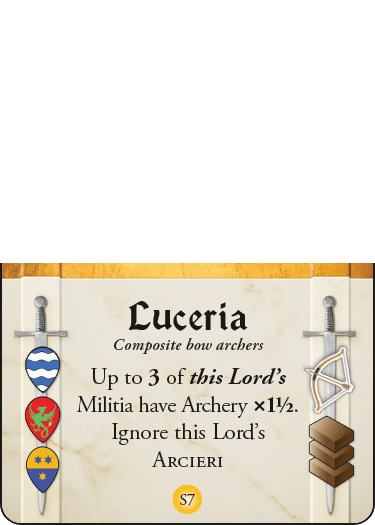 Luceria
Composite bow archers
Up to 3 of this Lord's
Militia have Archery ×1½.
Ignore this Lord's
Arcieri
S7